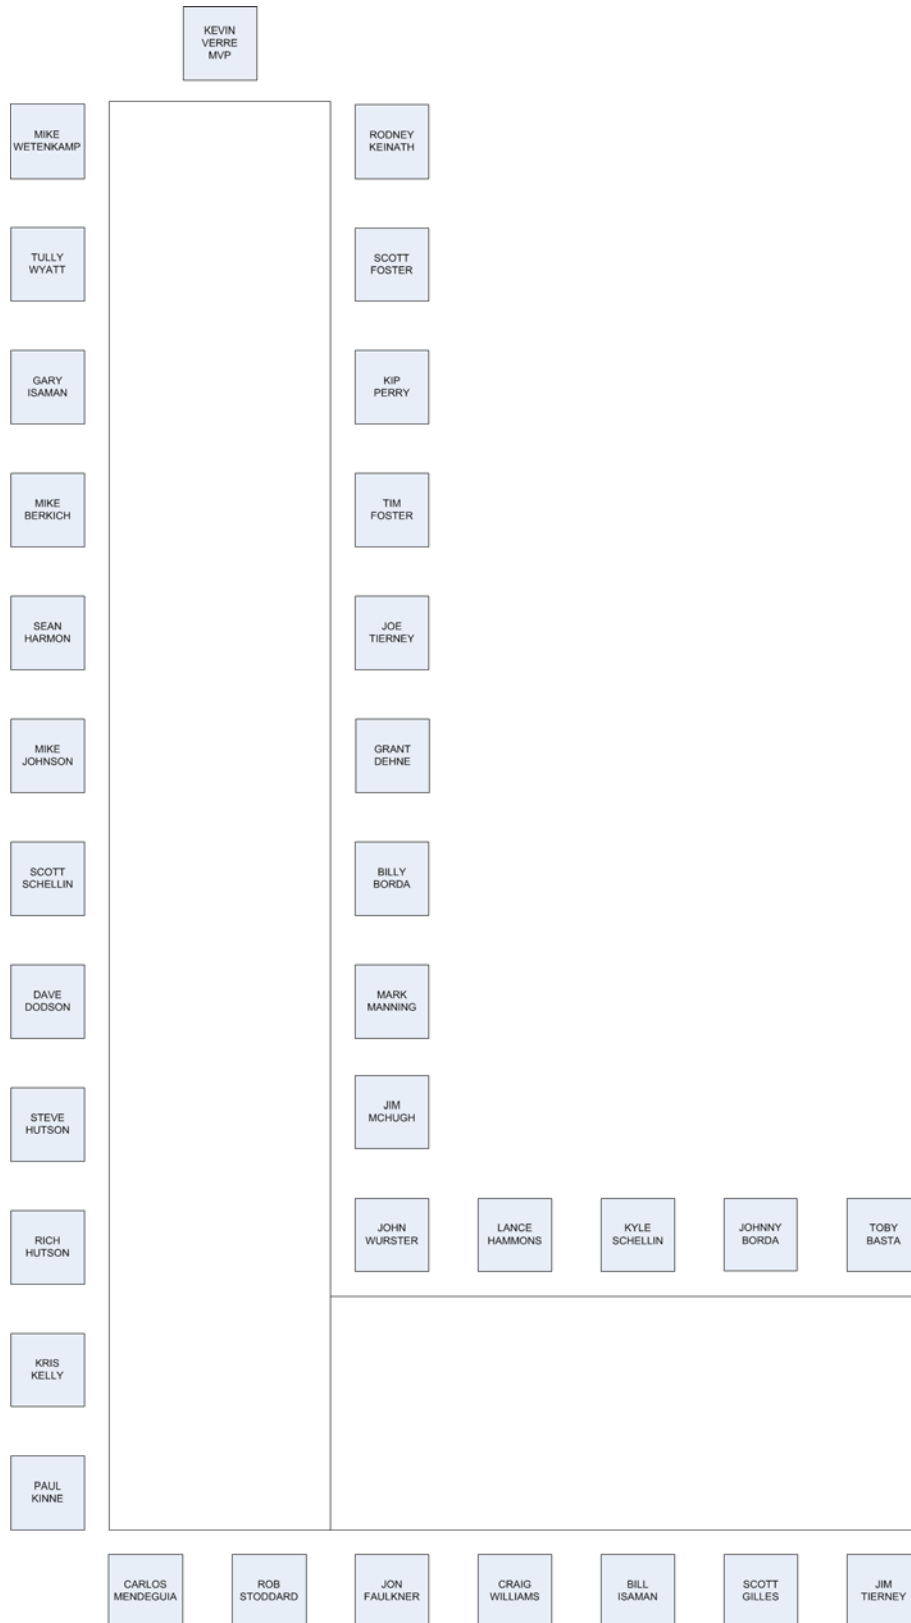 KEVIN
VERRE
MVP
MIKE
WETENKAMP
RODNEY
KEINATH
TULLY
WYATT
SCOTT
FOSTER
GARY
ISAMAN
KIP
PERRY
MIKE
BERKICH
TIM
FOSTER
SEAN
HARMON
JOE
TIERNEY
MIKE
JOHNSON
GRANT
DEHNE
SCOTT
SCHELLIN
BILLY
BORDA
DAVE
DODSON
MARK
MANNING
STEVE
HUTSON
JIM
MCHUGH
RICH
HUTSON
JOHN
WURSTER
LANCE
HAMMONS
KYLE
SCHELLIN
JOHNNY
BORDA
TOBY
BASTA
KRIS
KELLY
PAUL
KINNE
CARLOS
MENDEGUIA
ROB
STODDARD
JON
FAULKNER
CRAIG
WILLIAMS
BILL
ISAMAN
SCOTT
GILLES
JIM
TIERNEY